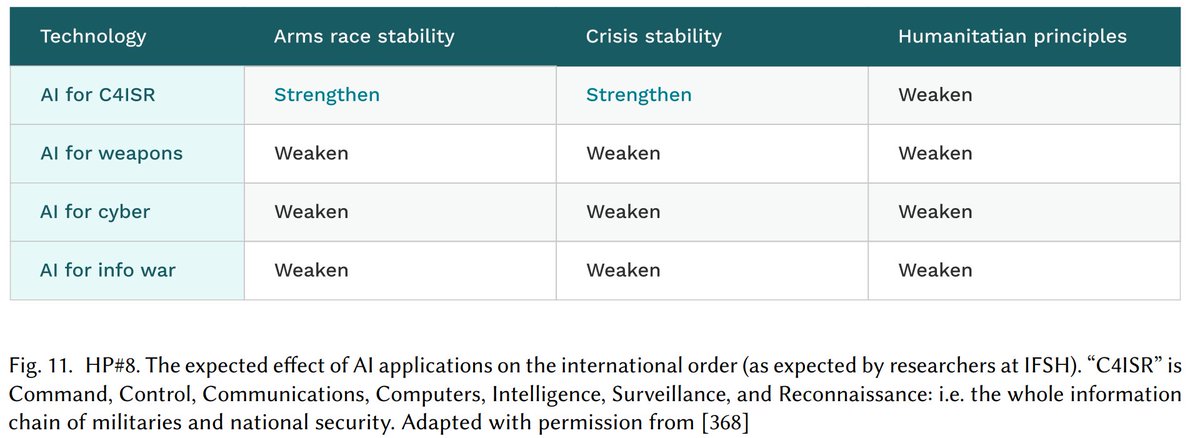 Technology Arms race stability Crisis stability Humanitatian principles
AI for C4ISR Strengthen Strengthen Weaken
AI for weapons Weaken Weaken Weaken
AI for cyber Weaken Weaken Weaken
AI for info war Weaken Weaken Weaken
Fig. 11. HP#8. The expected effect of AI applications on the international order (as expected by researchers at IFSH). “C4ISR” is
Command, Control, Communications, Computers, Intelligence, Surveillance, and Reconnaissance: i.e. the whole information
chain of militaries and national security. Adapted with permission from [368]